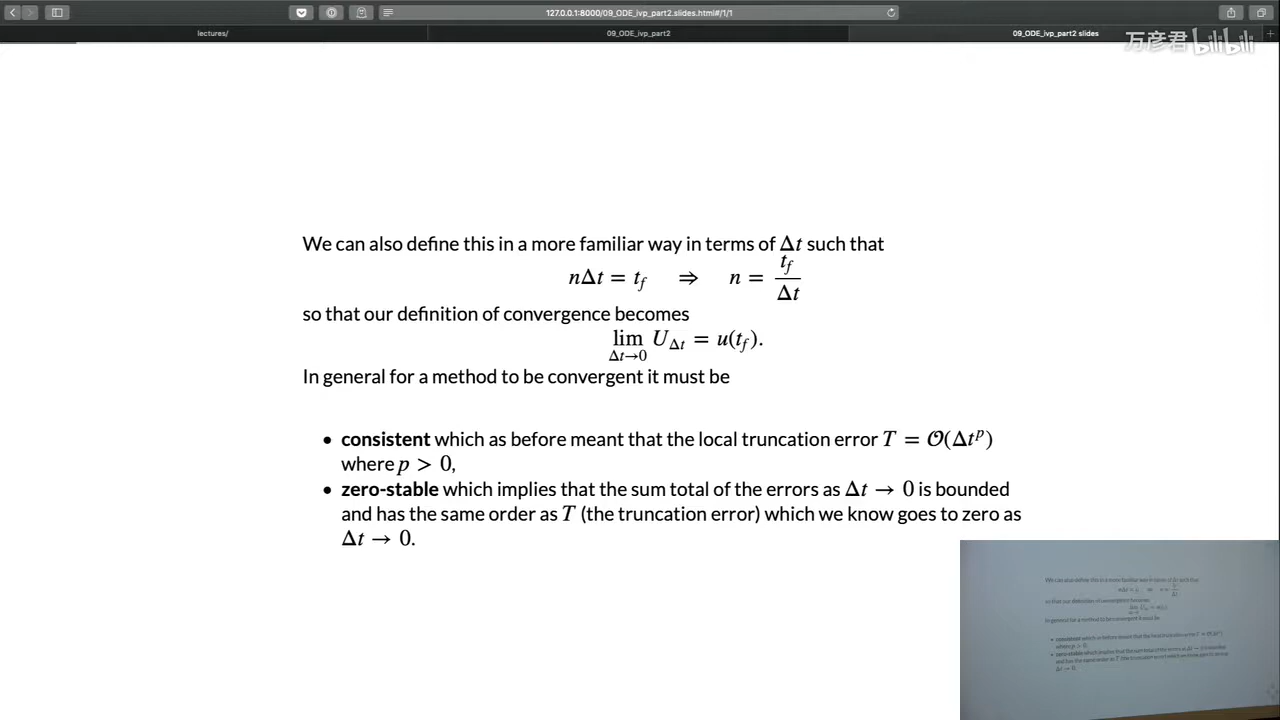 127.0.0.1:8000/09_ODE_ivp_part2.slides.html#/1/1
lectures/
09_ODE_ivp_part2
09_ODE_ivp_part2 slides
万彦君 bilibili
We can also define this in a more familiar way in terms of Δt such that
nΔt = t_f ⇒ n = t_f / Δt
so that our definition of convergence becomes
lim_{Δt→0} U_{Δt} = u(t_f).
In general for a method to be convergent it must be
• consistent which as before meant that the local truncation error T = 𝒪(Δt^p)
where p > 0,
• zero-stable which implies that the sum total of the errors as Δt → 0 is bounded
and has the same order as T (the truncation error) which we know goes to zero as
Δt → 0.